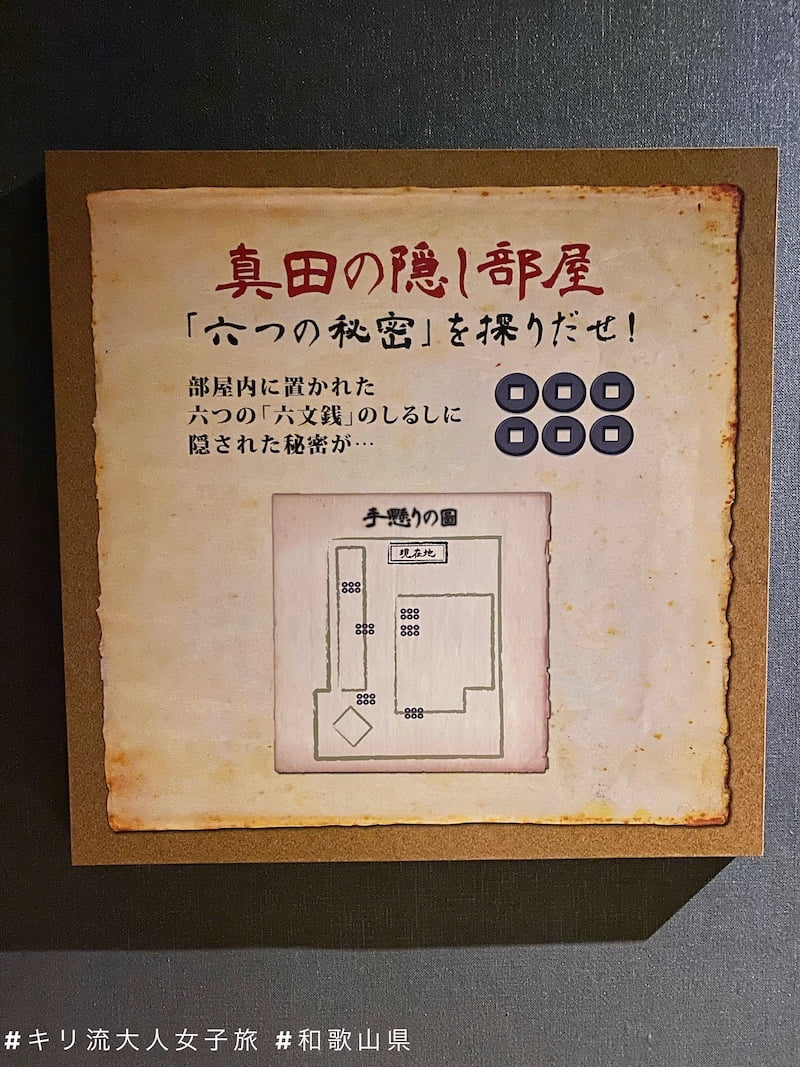 真田の隠し部屋
「六つの秘密」を探りだせ!
部屋内に置かれた
六つの「六文銭」のしるしに
隠された秘密が…
手懸りの圖
現在地
#キリ流大人女子旅 #和歌山県